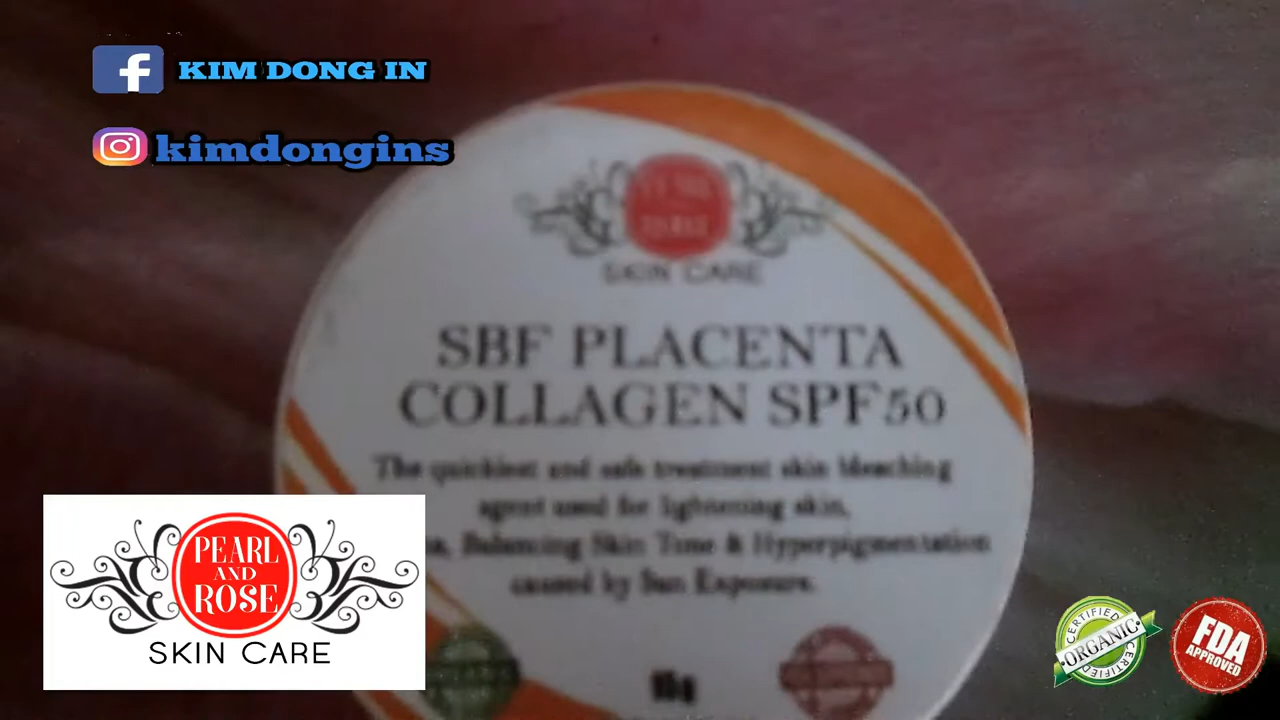 KIM DONG IN
kimdongins
SKIN CARE
SBF PLACENTA
COLLAGEN SPF50
The quickiest and safe treatment skin bleaching
agent used for lightening skin,
Balancing Skin Tone & Hyperpigmentation
caused by Sun Exposure.
15g
PEARL
AND
ROSE
SKIN CARE
CERTIFIED
ORGANIC
CERTIFIED
FDA
APPROVED